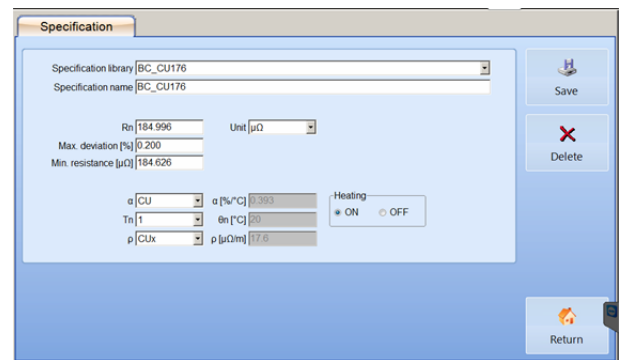 Specification
Specification library BC_CU176
Specification name BC_CU176
Save
Rn 184.996 Unit µΩ
Max. deviation [%] 0.200
Min. resistance [µΩ] 184.626
Delete
α CU α [%/°C] 0.393
Heating
ON OFF
Tn 1 θn [°C] 20
ρ CUx ρ [µΩ/m] 17.6
Return